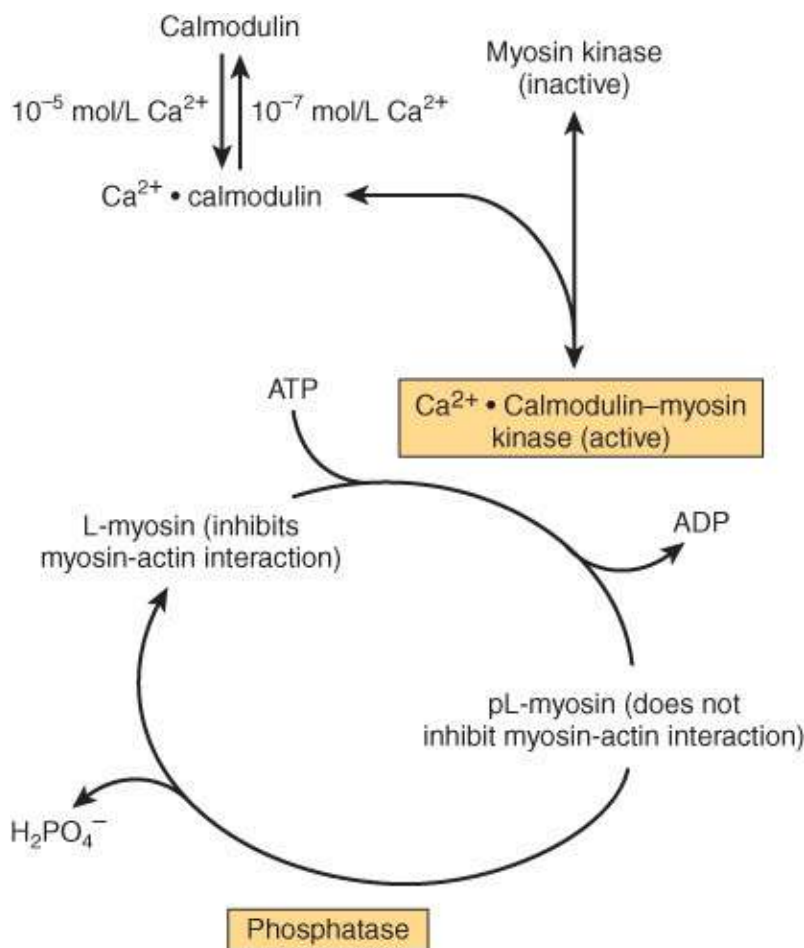 Calmodulin
10⁻⁵ mol/L Ca²⁺
10⁻⁷ mol/L Ca²⁺
Ca²⁺ • calmodulin
Myosin kinase
(inactive)
Ca²⁺ • Calmodulin–myosin
kinase (active)
ATP
ADP
L-myosin (inhibits
myosin-actin interaction)
pL-myosin (does not
inhibit myosin-actin interaction)
H₂PO₄⁻
Phosphatase